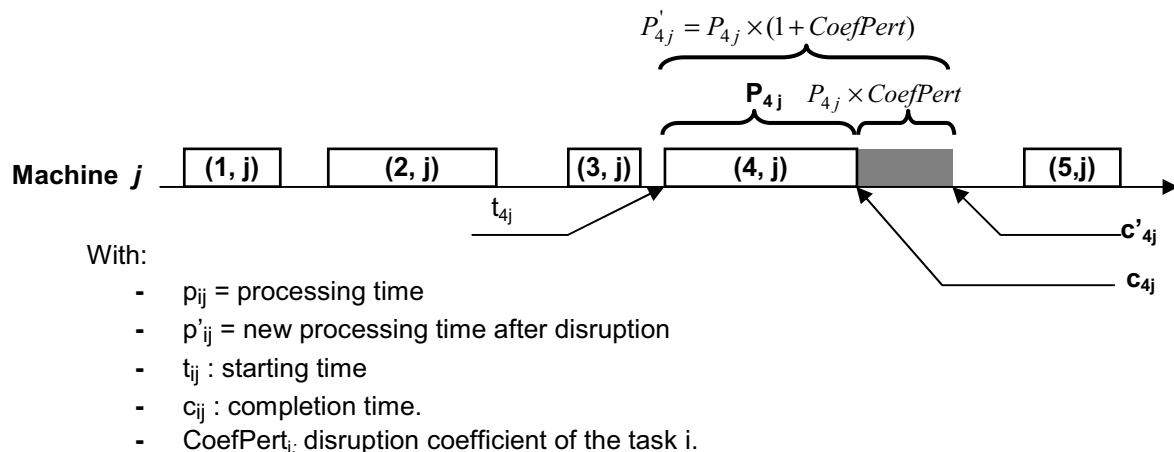 P'4j = P4j × (1 + CoefPert)
P4j P4j × CoefPert
Machine j (1, j) (2, j) (3, j) (4, j) (5,j)
t4j
c'4j
c4j
With:
- pij = processing time
- p'ij = new processing time after disruption
- tij : starting time
- cij : completion time.
- CoefPerti: disruption coefficient of the task i.